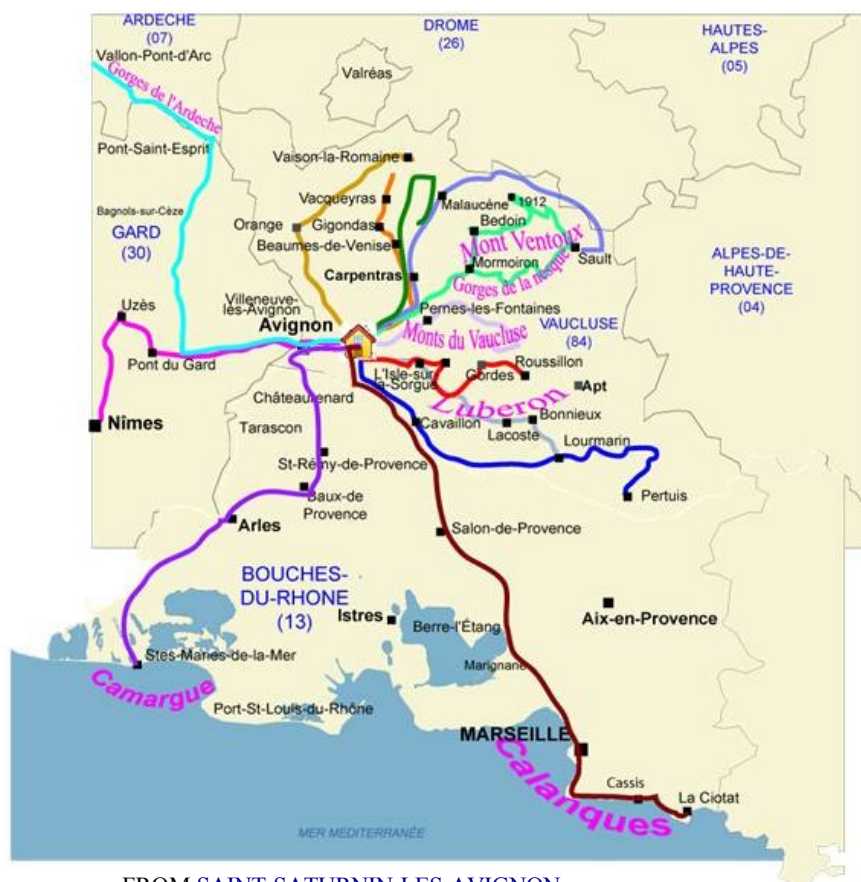 ARDECHE
(07)
DROME
(26)
HAUTES-
ALPES
(05)
Vallon-Pont-d'Arc
Gorges de l'Ardeche
Valréas
Pont-Saint-Esprit
Vaison-la-Romaine
Vacqueyras
Malaucéne
1912
Bagnols-sur-Cèze
GARD
(30)
Orange
Gigondas
Bedoin
Beaumes-de-Venise
Mont Ventoux
Sault
ALPES-DE-
HAUTE-
PROVENCE
(04)
Carpentras
Mormoiron
Gorges de la nesque
Uzès
Villeneuve-
lès-Avignon
Pernes-les-Fontaines
Avignon
Monts du Vaucluse
VAUCLUSE
(84)
Pont du Gard
L'Isle-sur-
la-Sorgue
Gordes
Roussillon
Apt
Châteaurenard
Luberon
Nîmes
Tarascon
Cavaillon
Lacoste
Bonnieux
Lourmarin
St-Rémy-de-Provence
Baux-de
Provence
Pertuis
Arles
Salon-de-Provence
BOUCHES-
DU-RHONE
(13)
Istres
Berre-l'Étang
Aix-en-Provence
Stes-Maries-de-la-Mer
Marignane
Camargue
Port-St-Louis-du-Rhône
MARSEILLE
Calanques
Cassis
La Ciotat
MER MEDITERRANÉE
FROM SAINT-SATURNIN-LES-AVIGNON